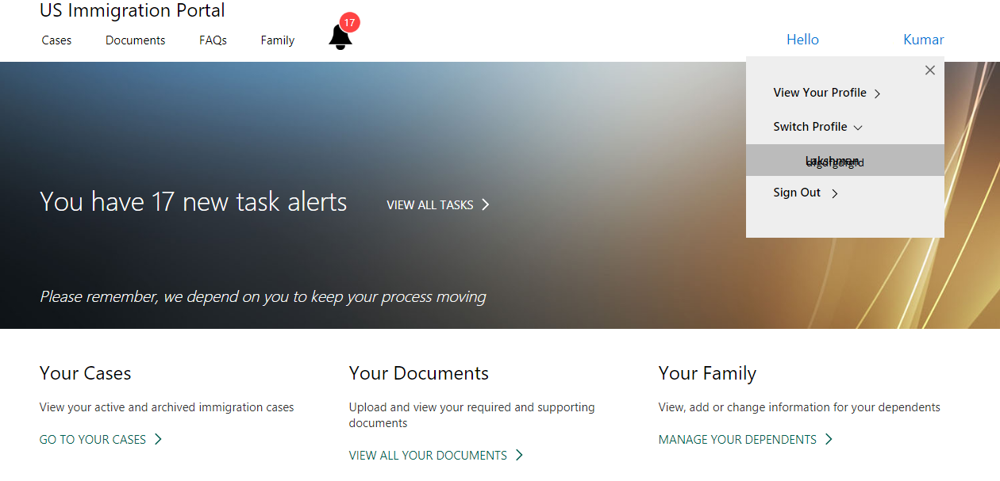 US Immigration Portal
Cases Documents FAQs Family 17 Hello Kumar
View Your Profile
Switch Profile
Lakshman
Sign Out
You have 17 new task alerts VIEW ALL TASKS
Please remember, we depend on you to keep your process moving
Your Cases
View your active and archived immigration cases
GO TO YOUR CASES
Your Documents
Upload and view your required and supporting
documents
VIEW ALL YOUR DOCUMENTS
Your Family
View, add or change information for your dependents
MANAGE YOUR DEPENDENTS